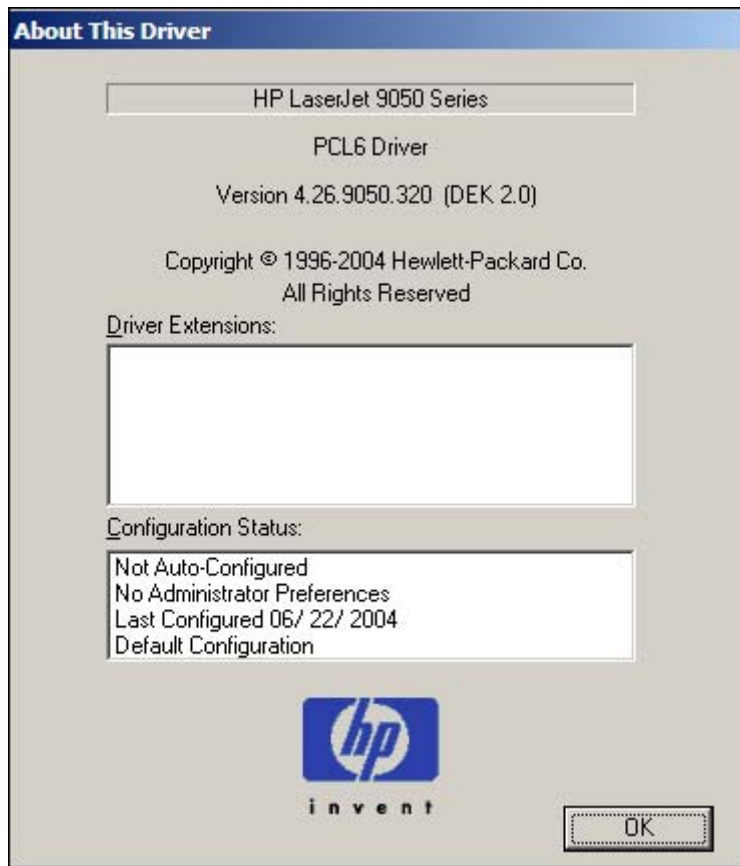 About This Driver
HP LaserJet 9050 Series
PCL6 Driver
Version 4.26.9050.320 (DEK 2.0)
Copyright © 1996-2004 Hewlett-Packard Co.
All Rights Reserved
Driver Extensions:
Configuration Status:
Not Auto-Configured
No Administrator Preferences
Last Configured 06/ 22/ 2004
Default Configuration
hp
invent
OK